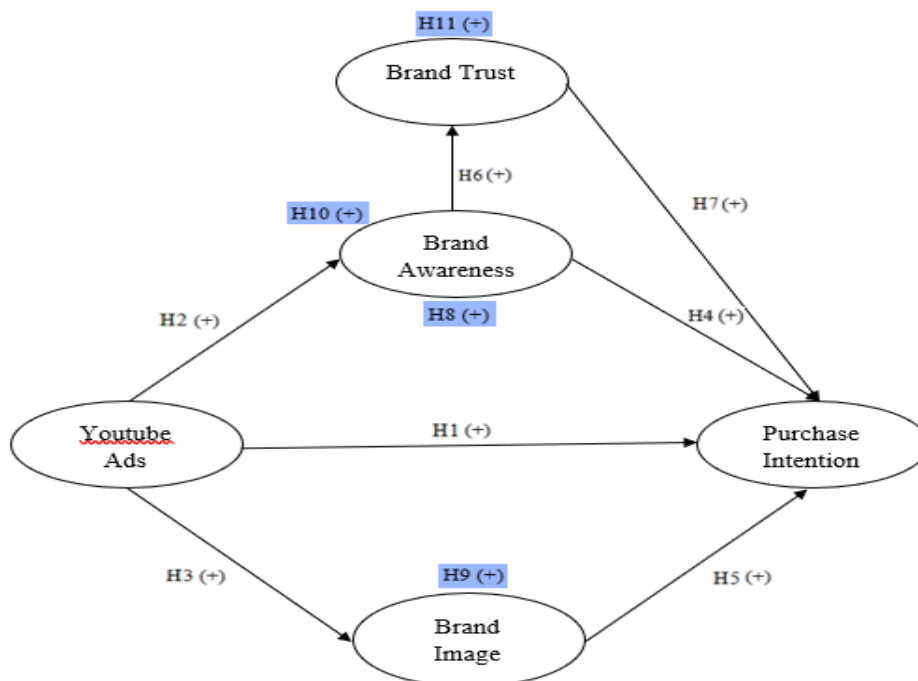 H11 (+)
Brand Trust
H6 (+)
H10 (+)
H7 (+)
Brand
Awareness
H8 (+)
H2 (+)
H4 (+)
Youtube
Ads
H1 (+)
Purchase
Intention
H3 (+)
H9 (+)
H5 (+)
Brand
Image